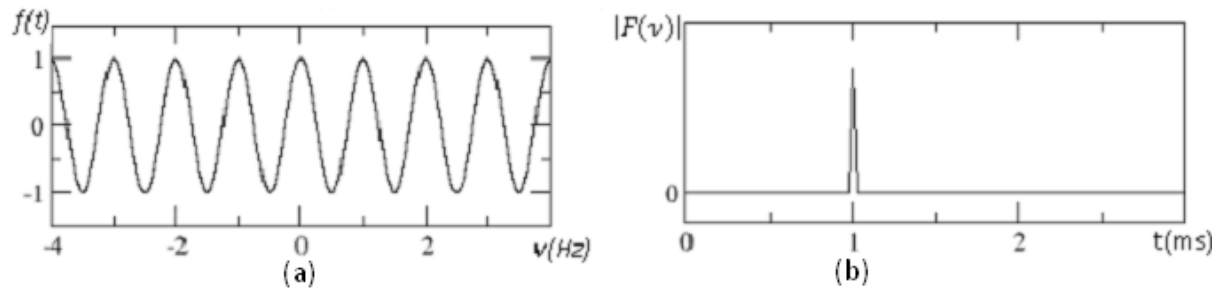 f(t)
1
0
-1
-4 -2 0 2 ν(Hz)
(a)
|F(ν)|
0
0 1 2 t(ms)
(b)